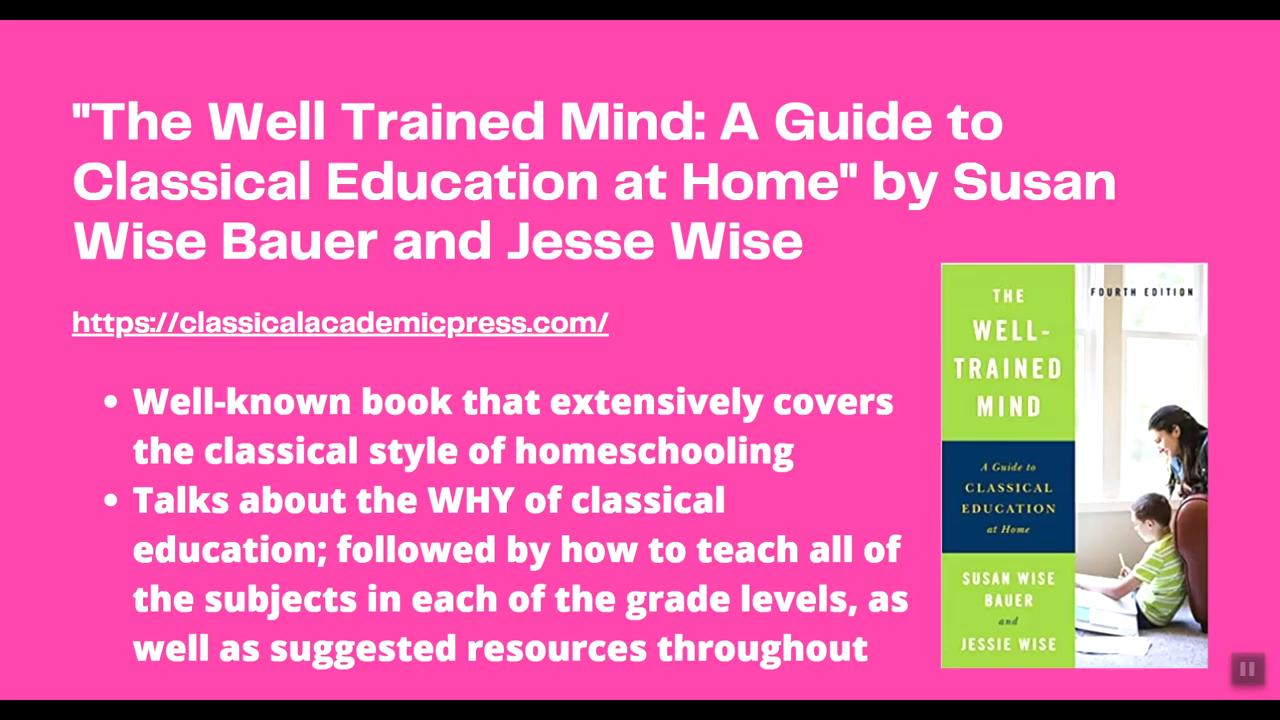 "The Well Trained Mind: A Guide to
Classical Education at Home" by Susan
Wise Bauer and Jesse Wise
https://classicalacademicpress.com/
• Well-known book that extensively covers
the classical style of homeschooling
• Talks about the WHY of classical
education; followed by how to teach all of
the subjects in each of the grade levels, as
well as suggested resources throughout
THE
WELL-
TRAINED
MIND
A Guide to
CLASSICAL
EDUCATION
at Home
SUSAN WISE
BAUER
and
JESSIE WISE
FOURTH EDITION